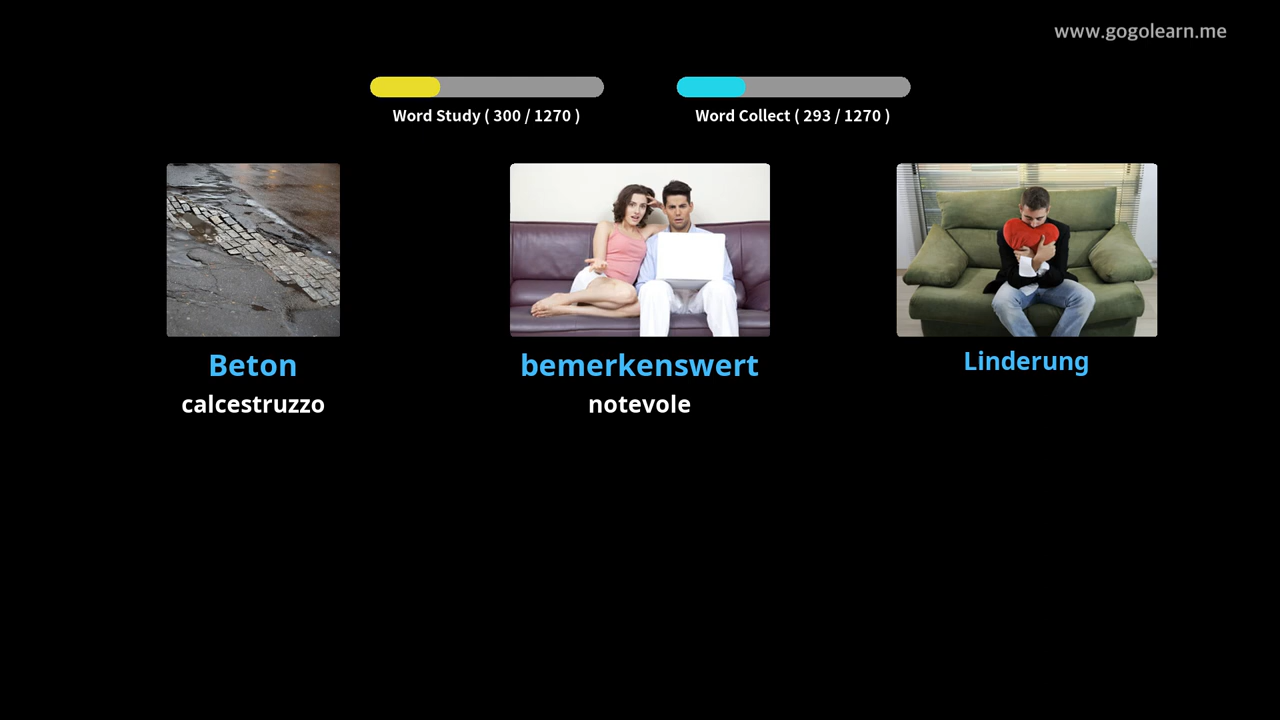 www.gogolearn.me
Word Study ( 300 / 1270 )
Word Collect ( 293 / 1270 )
Beton
bemerkenswert
Linderung
calcestruzzo
notevole